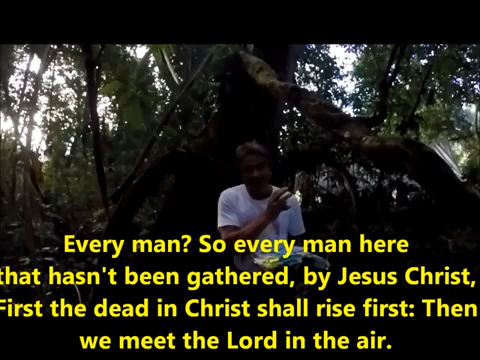 Every man? So every man here
that hasn't been gathered, by Jesus Christ,
First the dead in Christ shall rise first: Then
we meet the Lord in the air.